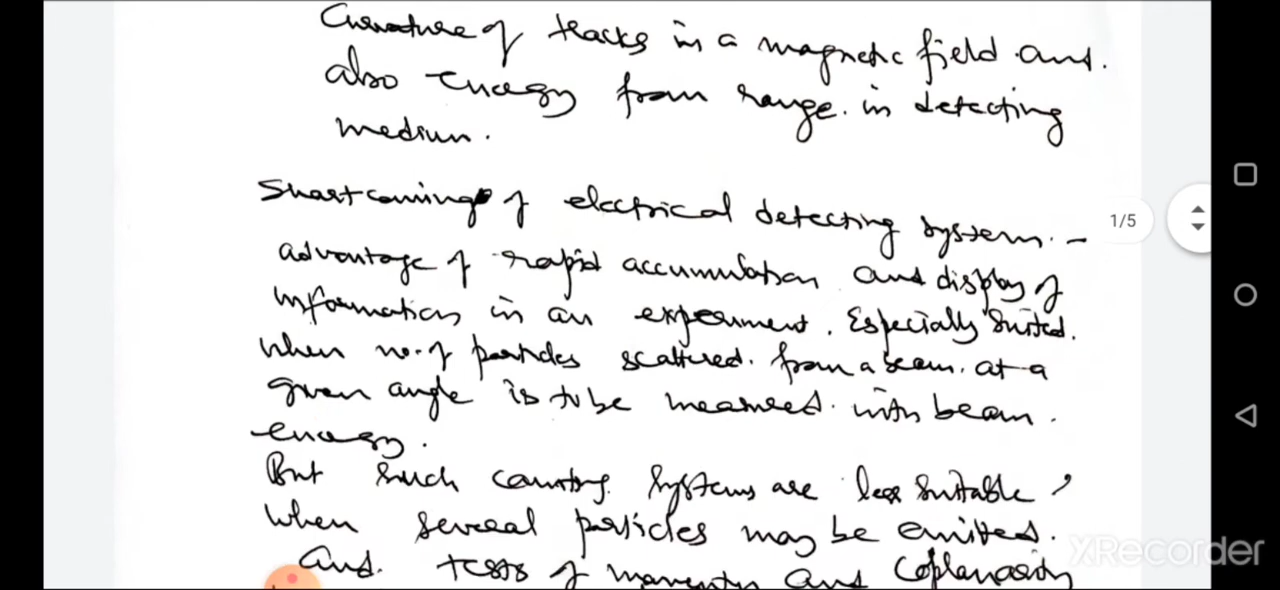 Curvature of tracks in a magnetic field and.
also energy from range. in detecting
medium.
Shortcomings of electrical detecting system. -
1/5
advantage of rapid accumulation and display of
information in an experiment. Especially suited.
when no. of particles scattered. from a beam. at a
given angle is to be measured. with beam.
energy.
But such counting systems are less suitable,
when several particles may be emitted.
and. tests of momentum and coplanarity
XRecorder